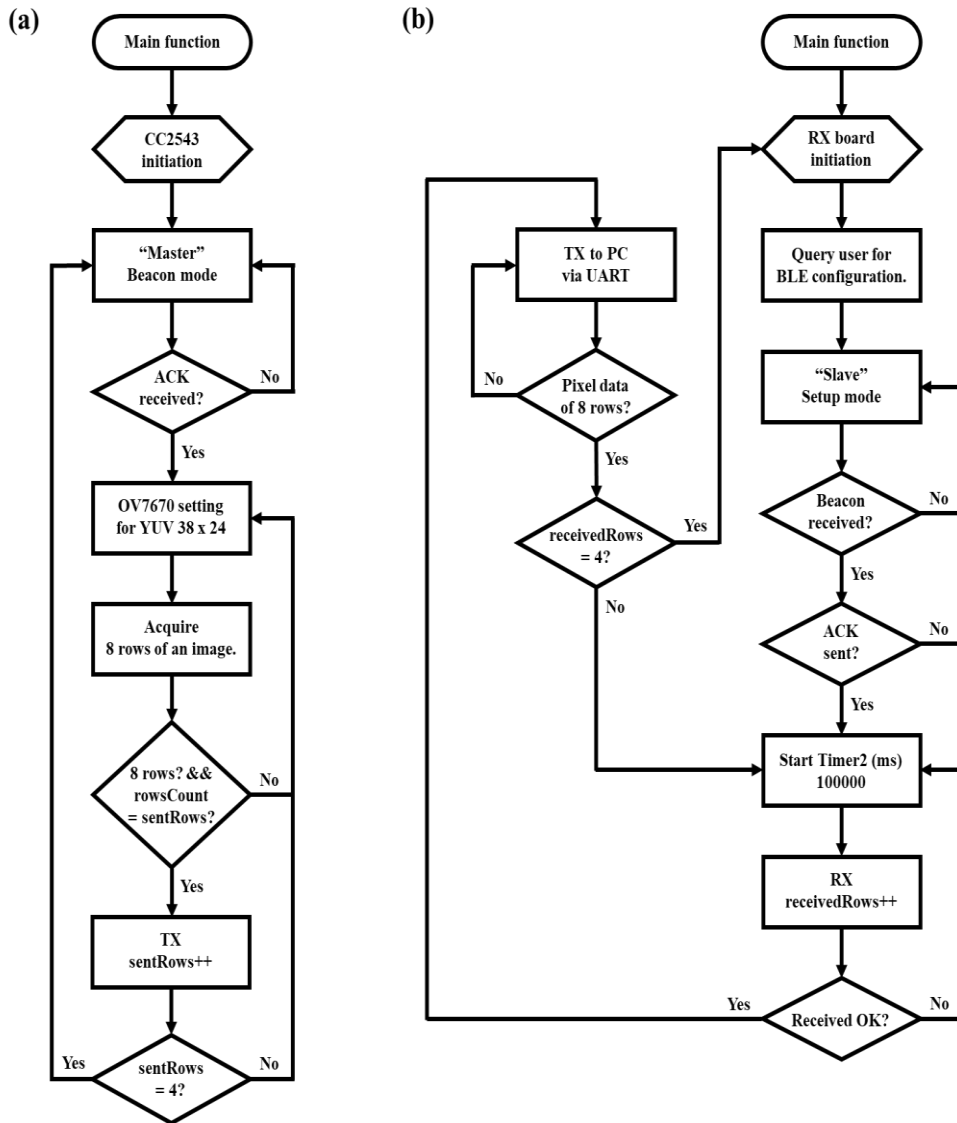 (a)
Main function
CC2543
initiation
“Master”
Beacon mode
ACK
received?
No
Yes
OV7670 setting
for YUV 38 x 24
Acquire
8 rows of an image.
8 rows? &&
rowsCount
= sentRows?
No
Yes
TX
sentRows++
Yes
sentRows
= 4?
No
(b)
Main function
RX board
initiation
Query user for
BLE configuration.
“Slave”
Setup mode
Beacon
received?
No
Yes
ACK
sent?
No
Yes
Start Timer2 (ms)
100000
RX
receivedRows++
Yes
Received OK?
No
TX to PC
via UART
No
Pixel data
of 8 rows?
Yes
receivedRows
= 4?
Yes
No